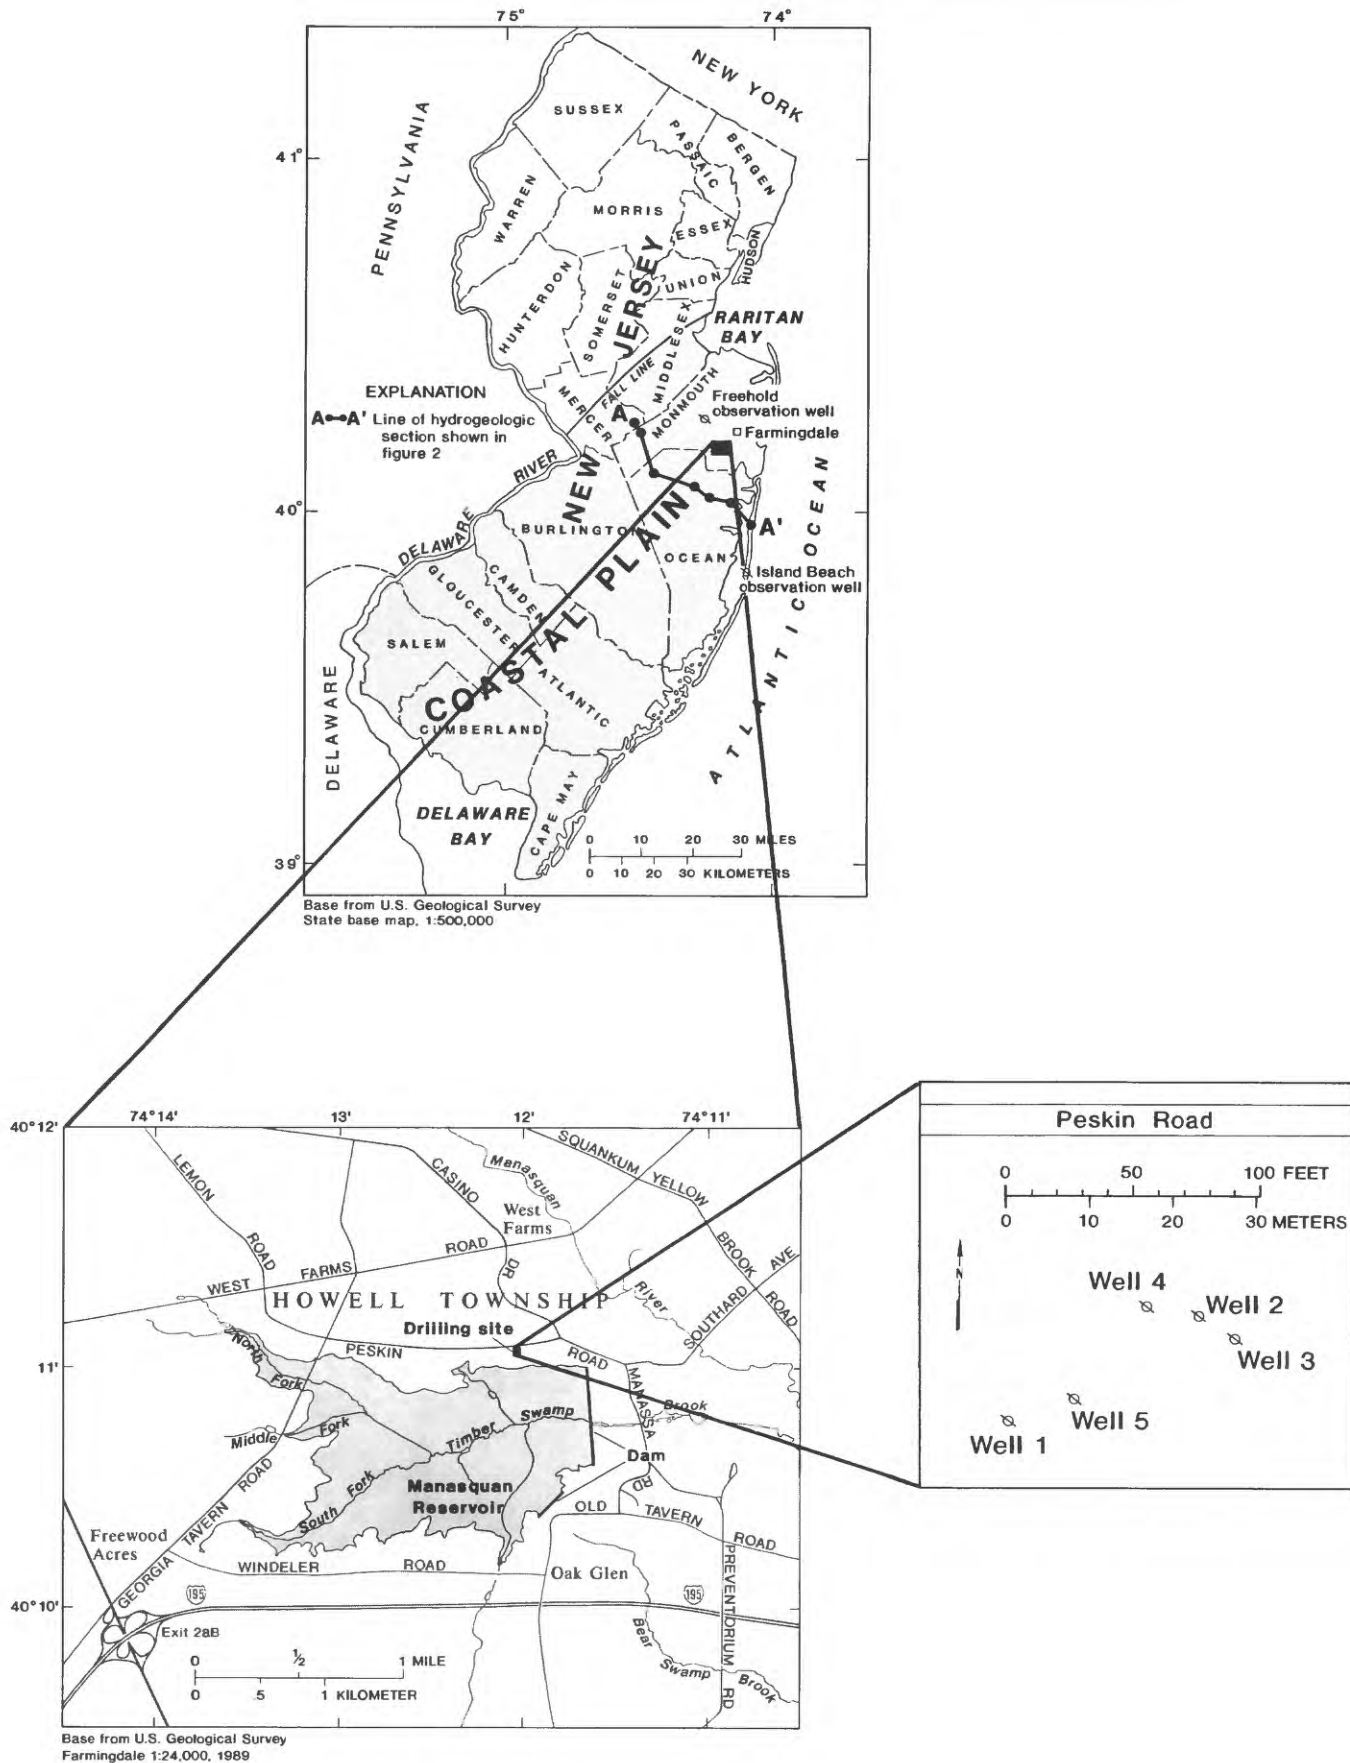 75°
74°
NEW YORK
PENNSYLVANIA
SUSSEX
PASSAIC
BERGEN
41°
WARREN
MORRIS
ESSEX
HUDSON
HUNTERDON
SOMERSET
UNION
NEW JERSEY
MIDDLESEX
RARITAN
BAY
EXPLANATION
A A' Line of hydrogeologic
section shown in
figure 2
MERCER
FALL LINE
MONMOUTH
A
Freehold
observation well
Farmingdale
DELAWARE RIVER
40°
BURLINGTON
OCEAN
A'
Island Beach
observation well
ATLANTIC OCEAN
CAMDEN
GLOUCESTER
SALEM
ATLANTIC
COASTAL PLAIN
CUMBERLAND
DELAWARE
CAPE MAY
DELAWARE
BAY
0 10 20 30 MILES
0 10 20 30 KILOMETERS
39°
Base from U.S. Geological Survey
State base map, 1:500,000
74°14'
13'
12'
74°11'
40°12'
LEMON ROAD
CASINO DR
Manasquan River
SQUANKUM YELLOW BROOK ROAD
West
Farms
WEST FARMS ROAD
SOUTHARD AVE
HOWELL TOWNSHIP
Drilling site
PESKIN ROAD
11'
North Fork
MANASSA RD
Middle Fork
Timber Swamp Brook
South Fork
Dam
Manasquan
Reservoir
OLD TAVERN ROAD
Freewood
Acres
GEORGIA TAVERN ROAD
WINDELER ROAD
Oak Glen
PREVENTORIUM RD
195
195
40°10'
Exit 2aB
Bear Swamp Brook
0 ½ 1 MILE
0 .5 1 KILOMETER
Base from U.S. Geological Survey
Farmingdale 1:24,000, 1989
Peskin Road
0 50 100 FEET
0 10 20 30 METERS
N
Well 4
Well 2
Well 3
Well 5
Well 1